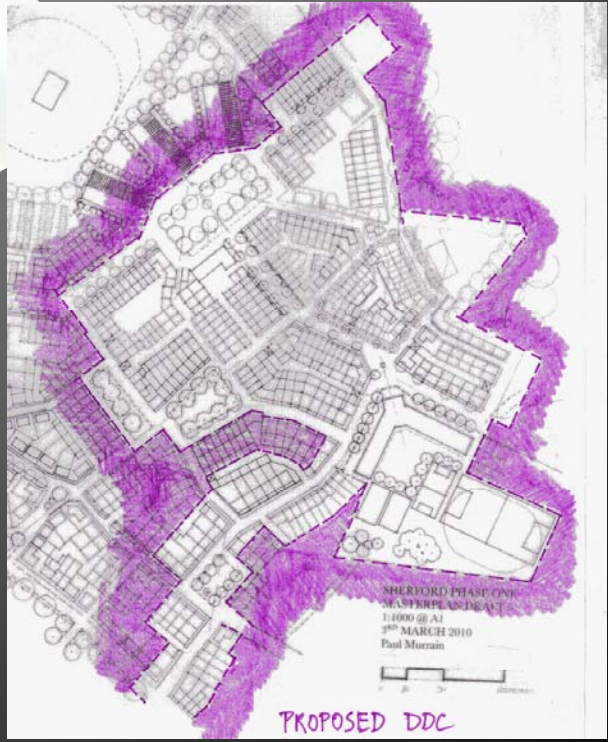 SHERFORD PHASE ONE
MASTERPLAN DRAFT
1:1000 @ A1
3RD MARCH 2010
Paul Murrain
PROPOSED DDC